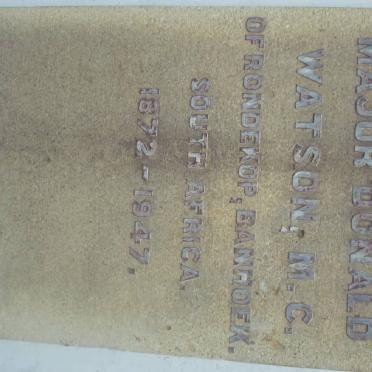 MAJOR DONALD
WATSON, M.C.
OF RONDEKOP, BANHOEK.
SOUTH AFRICA.
1872-1947.